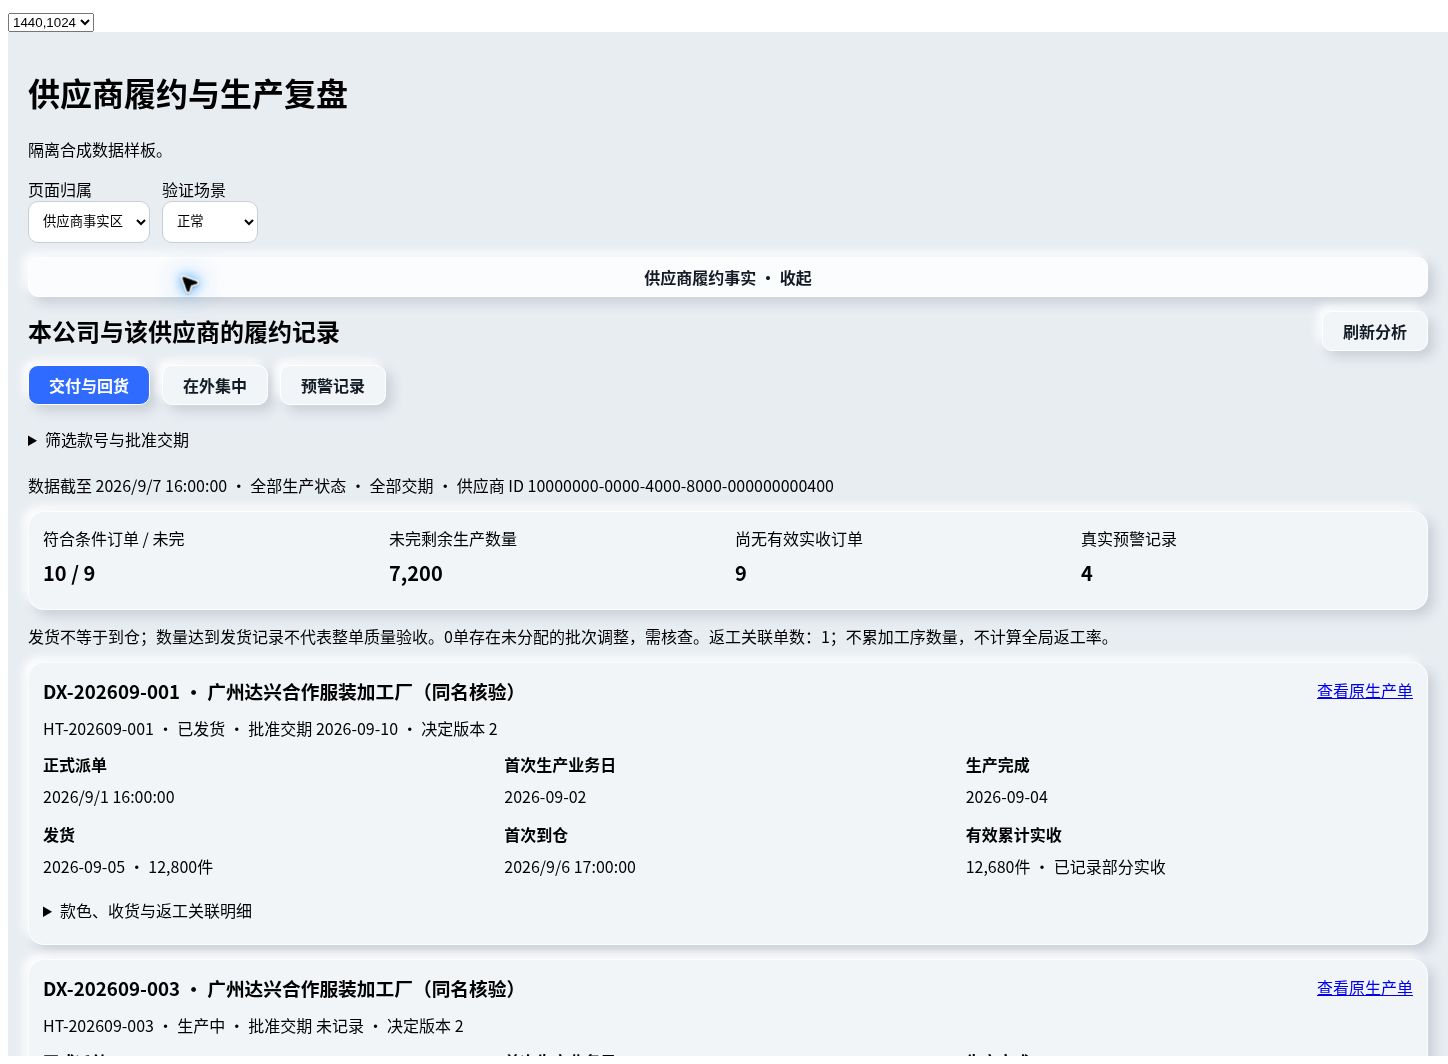 1440,1024
供应商履约与生产复盘
隔离合成数据样板。
页面归属 验证场景
供应商事实区 正常
供应商履约事实 · 收起
本公司与该供应商的履约记录 刷新分析
交付与回货 在外集中 预警记录
▶ 筛选款号与批准交期
数据截至 2026/9/7 16:00:00 · 全部生产状态 · 全部交期 · 供应商 ID 10000000-0000-4000-8000-000000000400
符合条件订单 / 未完 未完剩余生产数量 尚无有效实收订单 真实预警记录
10 / 9 7,200 9 4
发货不等于到仓；数量达到发货记录不代表整单质量验收。0单存在未分配的批次调整，需核查。返工关联单数：1；不累加工序数量，不计算全局返工率。
DX-202609-001 · 广州达兴合作服装加工厂（同名核验） 查看原生产单
HT-202609-001 · 已发货 · 批准交期 2026-09-10 · 决定版本 2
正式派单 首次生产业务日 生产完成
2026/9/1 16:00:00 2026-09-02 2026-09-04
发货 首次到仓 有效累计实收
2026-09-05 · 12,800件 2026/9/6 17:00:00 12,680件 · 已记录部分实收
▶ 款色、收货与返工关联明细
DX-202609-003 · 广州达兴合作服装加工厂（同名核验） 查看原生产单
HT-202609-003 · 生产中 · 批准交期 未记录 · 决定版本 2